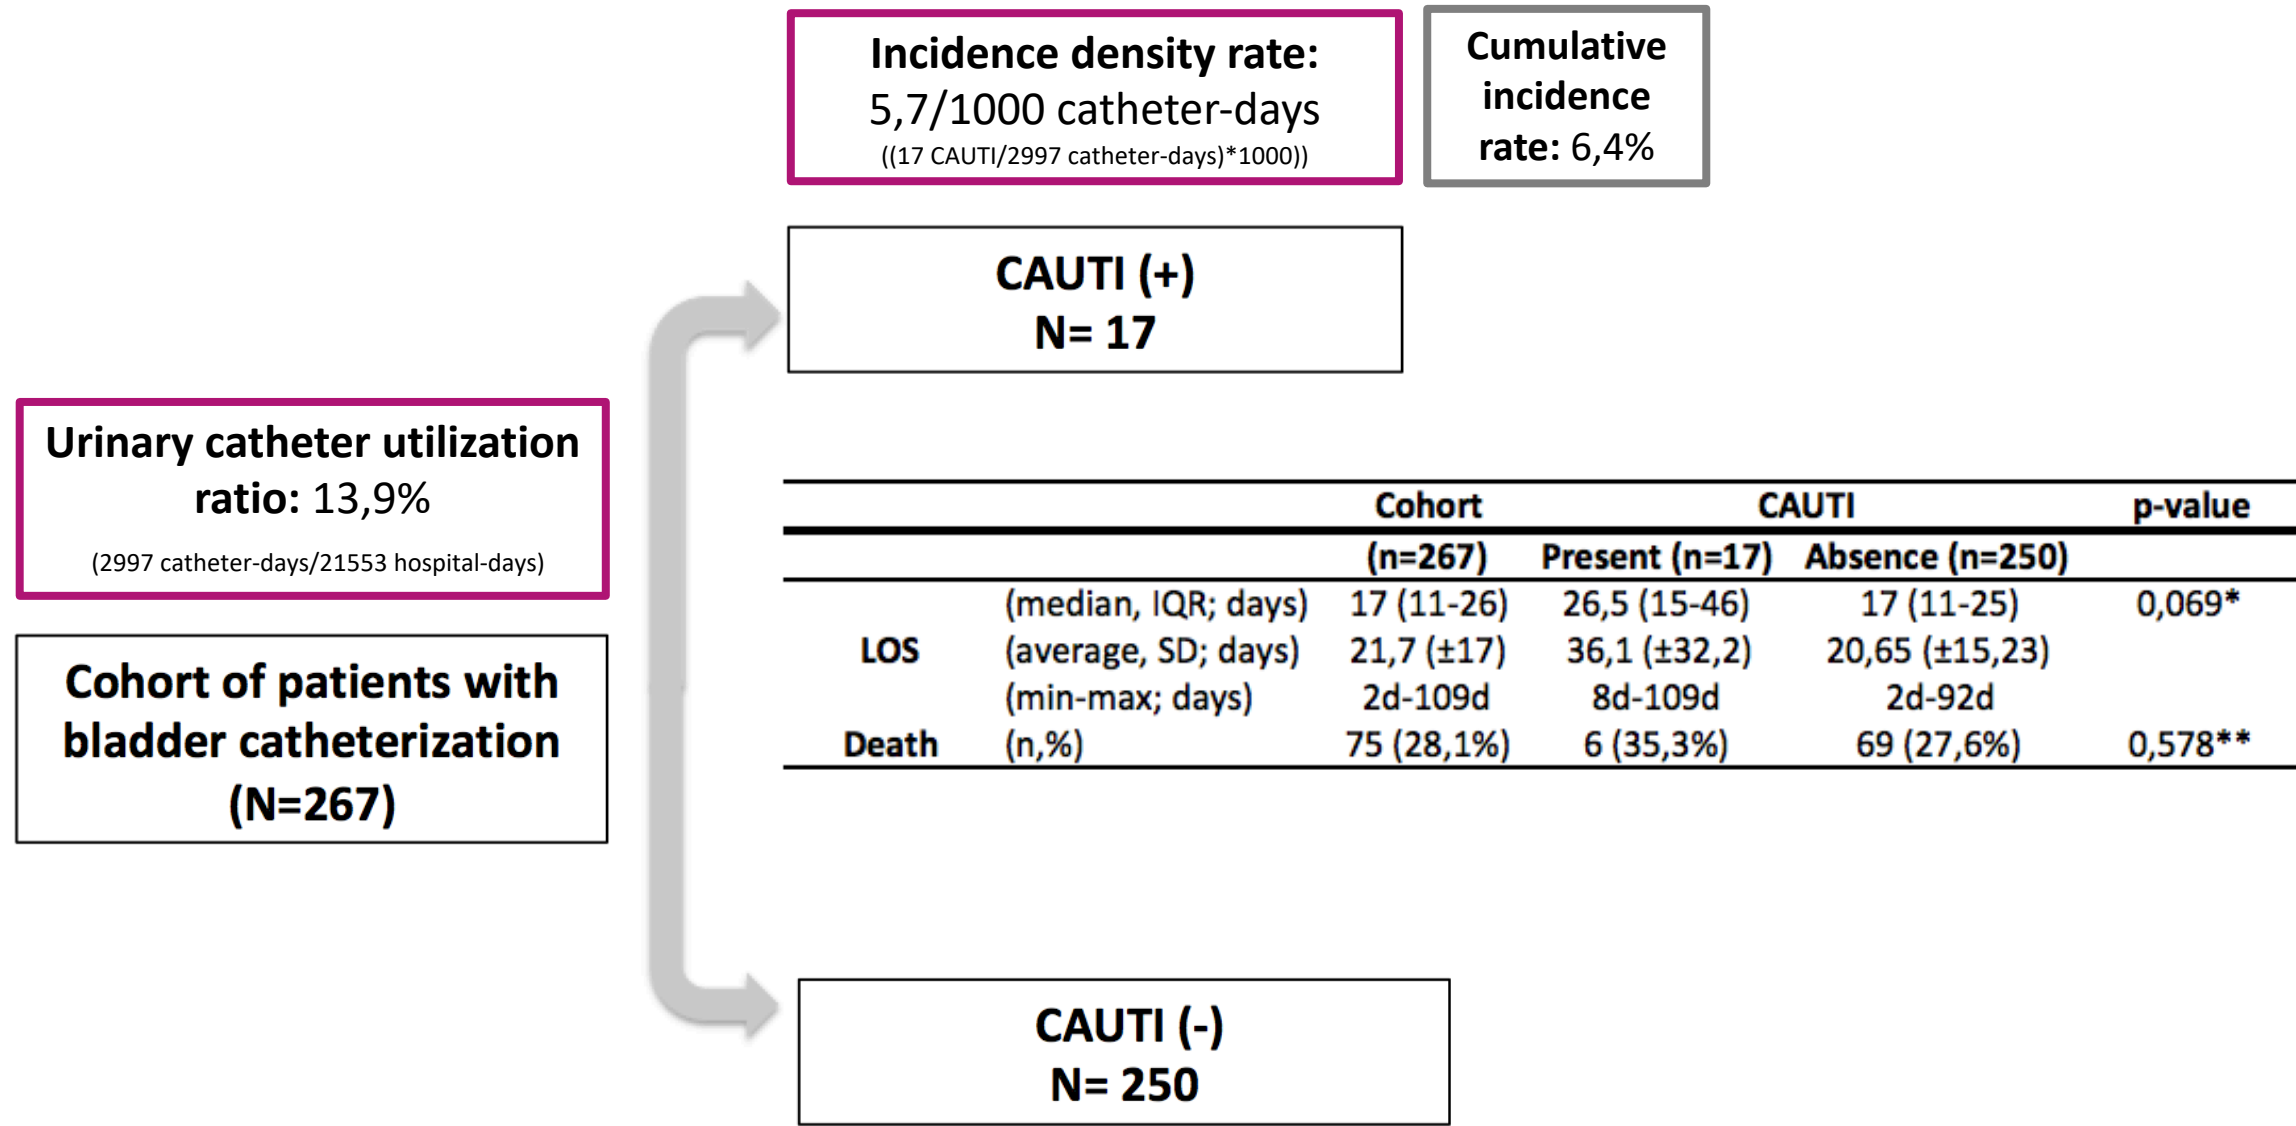 Incidence density rate:
5,7/1000 catheter-days
((17 CAUTI/2997 catheter-days)*1000))
Cumulative
incidence
rate: 6,4%
CAUTI (+)
N= 17
Urinary catheter utilization
ratio: 13,9%
(2997 catheter-days/21553 hospital-days)
Cohort of patients with
bladder catheterization
(N=267)
Cohort CAUTI p-value
(n=267) Present (n=17) Absence (n=250)
(median, IQR; days) 17 (11-26) 26,5 (15-46) 17 (11-25) 0,069*
LOS (average, SD; days) 21,7 (±17) 36,1 (±32,2) 20,65 (±15,23)
(min-max; days) 2d-109d 8d-109d 2d-92d
Death (n,%) 75 (28,1%) 6 (35,3%) 69 (27,6%) 0,578**
CAUTI (-)
N= 250